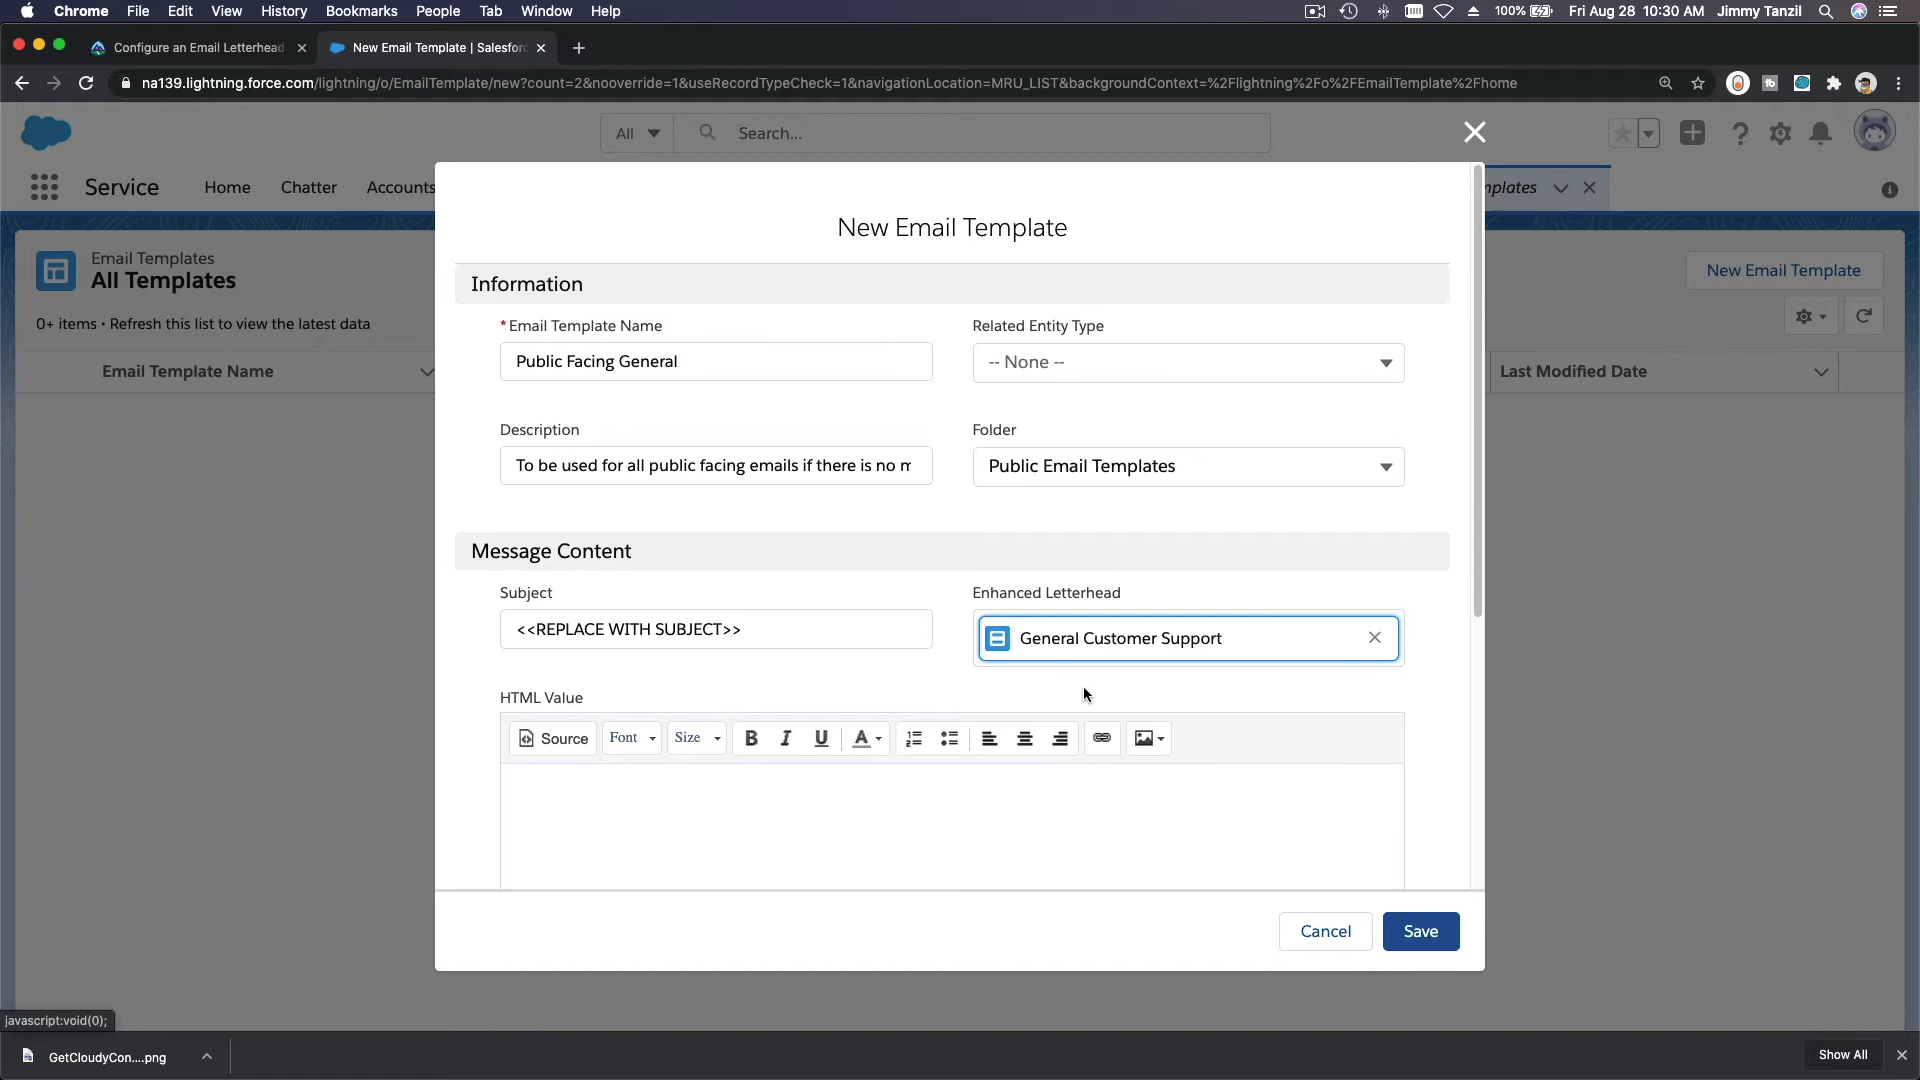 Chrome File Edit View History Bookmarks People Tab Window Help 100% Fri Aug 28 10:30 AM Jimmy Tanzil
Configure an Email Letterhead New Email Template | Salesforc
na139.lightning.force.com/lightning/o/EmailTemplate/new?count=2&nooverride=1&useRecordTypeCheck=1&navigationLocation=MRU_LIST&backgroundContext=%2Flightning%2Fo%2FEmailTemplate%2Fhome
All Search...
Service Home Chatter Accounts mplates
New Email Template
Email Templates
All Templates
New Email Template
0+ items • Refresh this list to view the latest data
Email Template Name Last Modified Date
Information
*Email Template Name Related Entity Type
Public Facing General -- None --
Description Folder
To be used for all public facing emails if there is no m Public Email Templates
Message Content
Subject Enhanced Letterhead
<<REPLACE WITH SUBJECT>> General Customer Support
HTML Value
Source Font Size B I U A
Cancel Save
javascript:void(0);
GetCloudyCon....png Show All